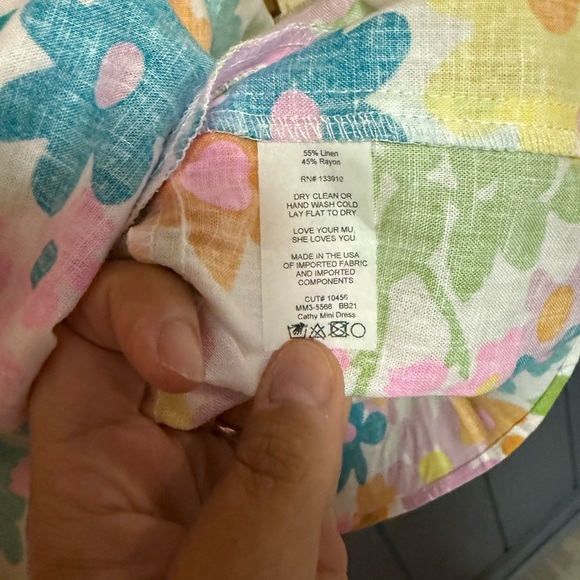 55% Linen
45% Rayon
RN# 133910
DRY CLEAN OR
HAND WASH COLD
LAY FLAT TO DRY
LOVE YOUR MU,
SHE LOVES YOU
MADE IN THE USA
OF IMPORTED FABRIC
AND IMPORTED
COMPONENTS
CUT# 10456
MM3-5566 BB21
Cathy Mini Dress